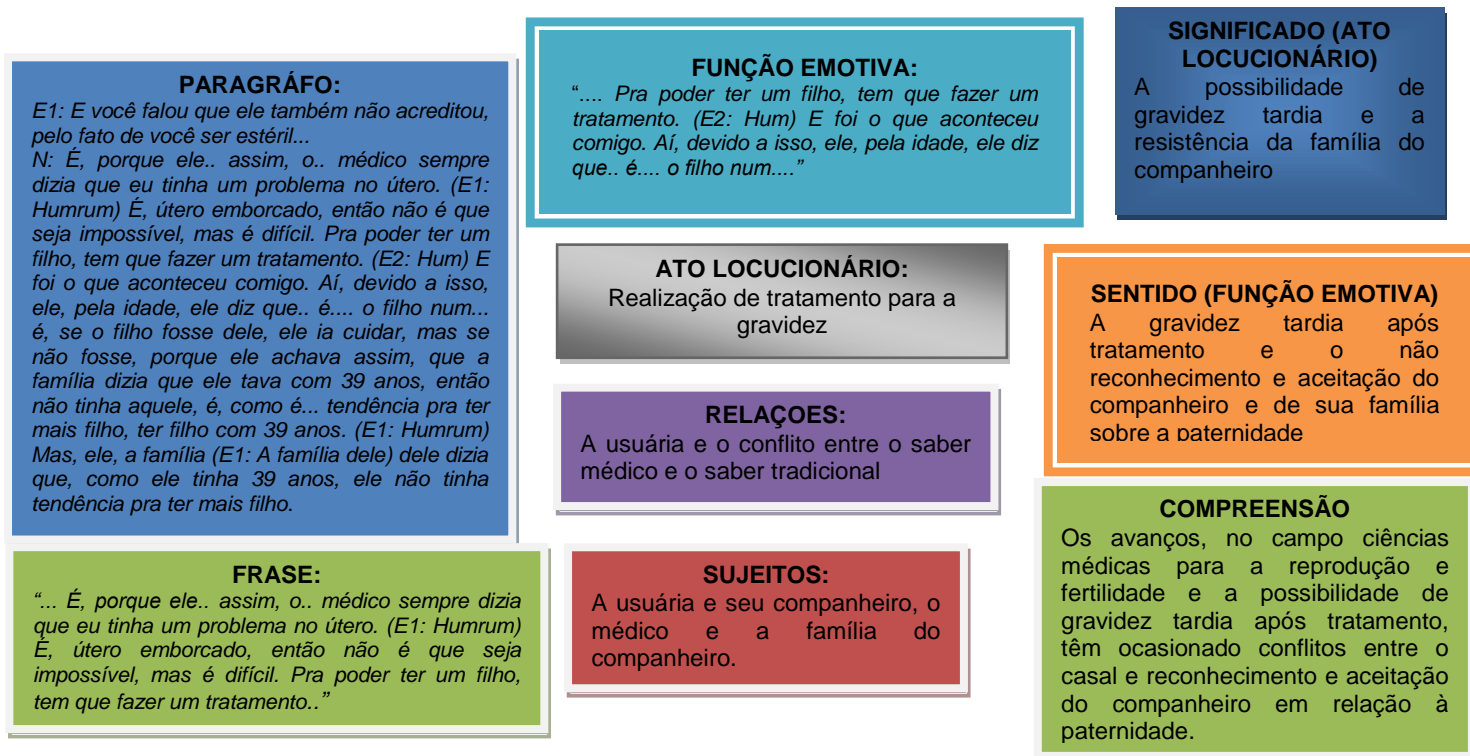 PARAGRÁFO:
E1: E você falou que ele também não acreditou,
pelo fato de você ser estéril...
N: É, porque ele.. assim, o.. médico sempre
dizia que eu tinha um problema no útero. (E1:
Humrum) É, útero emborcado, então não é que
seja impossível, mas é difícil. Pra poder ter um
filho, tem que fazer um tratamento. (E2: Hum) E
foi o que aconteceu comigo. Aí, devido a isso,
ele, pela idade, ele diz que.. é.... o filho num...
é, se o filho fosse dele, ele ia cuidar, mas se
não fosse, porque ele achava assim, que a
família dizia que ele tava com 39 anos, então
não tinha aquele, é, como é... tendência pra ter
mais filho, ter filho com 39 anos. (E1: Humrum)
Mas, ele, a família (E1: A família dele) dele dizia
que, como ele tinha 39 anos, ele não tinha
tendência pra ter mais filho.
FRASE:
“... É, porque ele.. assim, o.. médico sempre dizia
que eu tinha um problema no útero. (E1: Humrum)
É, útero emborcado, então não é que seja
impossível, mas é difícil. Pra poder ter um filho,
tem que fazer um tratamento..”
FUNÇÃO EMOTIVA:
“.... Pra poder ter um filho, tem que fazer um
tratamento. (E2: Hum) E foi o que aconteceu
comigo. Aí, devido a isso, ele, pela idade, ele diz
que.. é.... o filho num....”
ATO LOCUCIONÁRIO:
Realização de tratamento para a
gravidez
RELAÇOES:
A usuária e o conflito entre o saber
médico e o saber tradicional
SUJEITOS:
A usuária e seu companheiro, o
médico e a família do
companheiro.
SIGNIFICADO (ATO
LOCUCIONÁRIO)
A possibilidade de
gravidez tardia e a
resistência da família do
companheiro
SENTIDO (FUNÇÃO EMOTIVA)
A gravidez tardia após
tratamento e o não
reconhecimento e aceitação do
companheiro e de sua família
sobre a paternidade
COMPREENSÃO
Os avanços, no campo ciências
médicas para a reprodução e
fertilidade e a possibilidade de
gravidez tardia após tratamento,
têm ocasionado conflitos entre o
casal e reconhecimento e aceitação
do companheiro em relação à
paternidade.